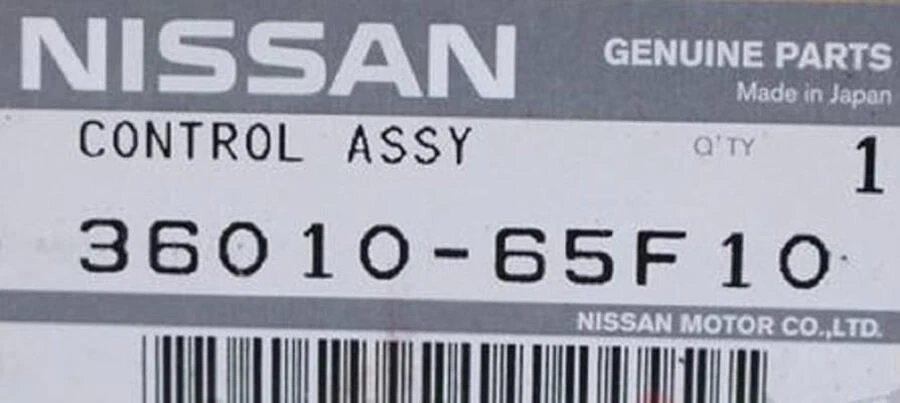 NISSAN
GENUINE PARTS
Made in Japan
CONTROL ASSY
Q'TY 1
36010-65F10
NISSAN MOTOR CO.,LTD.